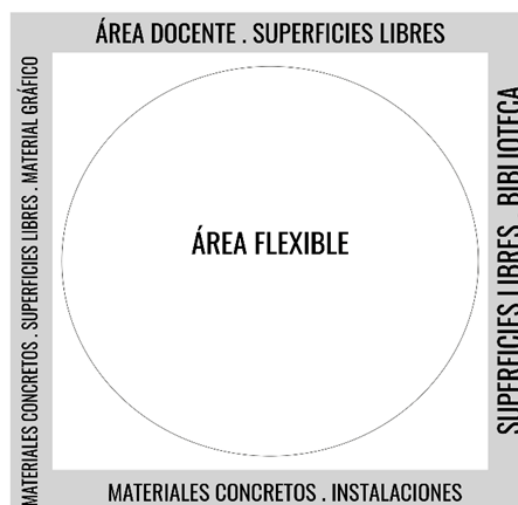 ÁREA DOCENTE . SUPERFICIES LIBRES
MATERIALES CONCRETOS . SUPERFICIES LIBRES . MATERIAL GRÁFICO
ÁREA FLEXIBLE
SUPERFICIES LIBRES . BIBLIOTECA
MATERIALES CONCRETOS . INSTALACIONES